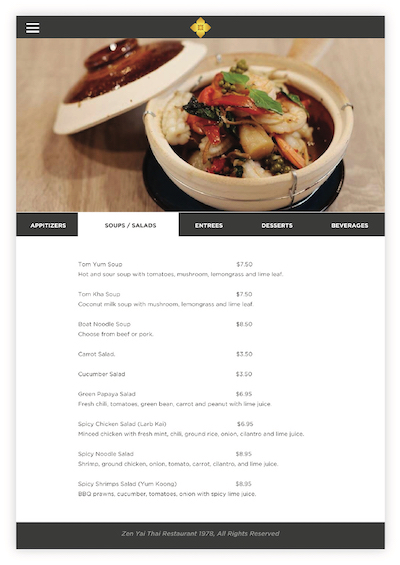 APPITIZERS
SOUPS / SALADS
ENTREES
DESSERTS
BEVERAGES
Tom Yum Soup $7.50
Hot and sour soup with tomatoes, mushroom, lemongrass and lime leaf.
Tom Kha Soup $7.50
Coconut milk soup with mushroom, lemongrass and lime leaf
Boat Noodle Soup $8.50
Choose from beef or pork.
Carrot Salad. $3.50
Cucumber Salad $3.50
Green Papaya Salad $6.95
Fresh chili, tomatoes, green bean, carrot and peanut with lime juice.
Spicy Chicken Salad (Larb Kai) $6.95
Minced chicken with fresh mint, chili, ground rice, onion, cilantro and lime juice.
Spicy Noodle Salad $8.95
Shrimp, ground chicken, onion, tomato, carrot, cilantro, and lime juice.
Spicy Shrimps Salad (Yum Koong) $8.95
BBQ prawns, cucumber, tomatoes, onion with spicy lime juice.
Zen Yai Thai Restaurant 1978, All Rights Reserved